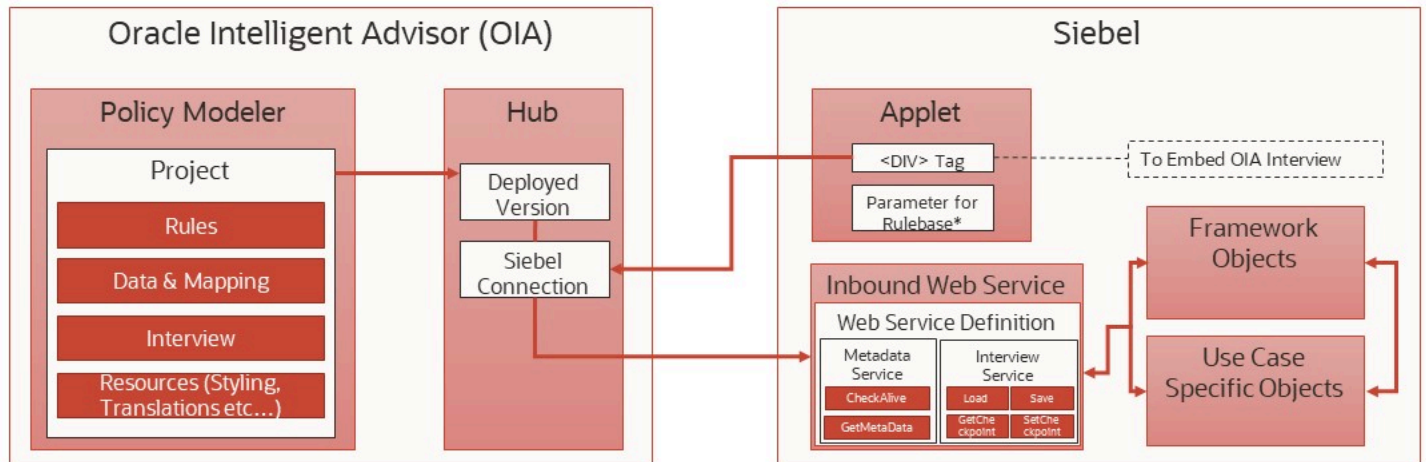 Oracle Intelligent Advisor (OIA)
Policy Modeler
Project
Rules
Data & Mapping
Interview
Resources (Styling,
Translations etc...)
Hub
Deployed
Version
Siebel
Connection
Siebel
Applet
<DIV> Tag
Parameter for
Rulebase*
To Embed OIA Interview
Inbound Web Service
Web Service Definition
Metadata
Service
CheckAlive
GetMetaData
Interview
Service
Load
Save
GetChe
ckpoint
SetChe
ckpoint
Framework
Objects
Use Case
Specific Objects